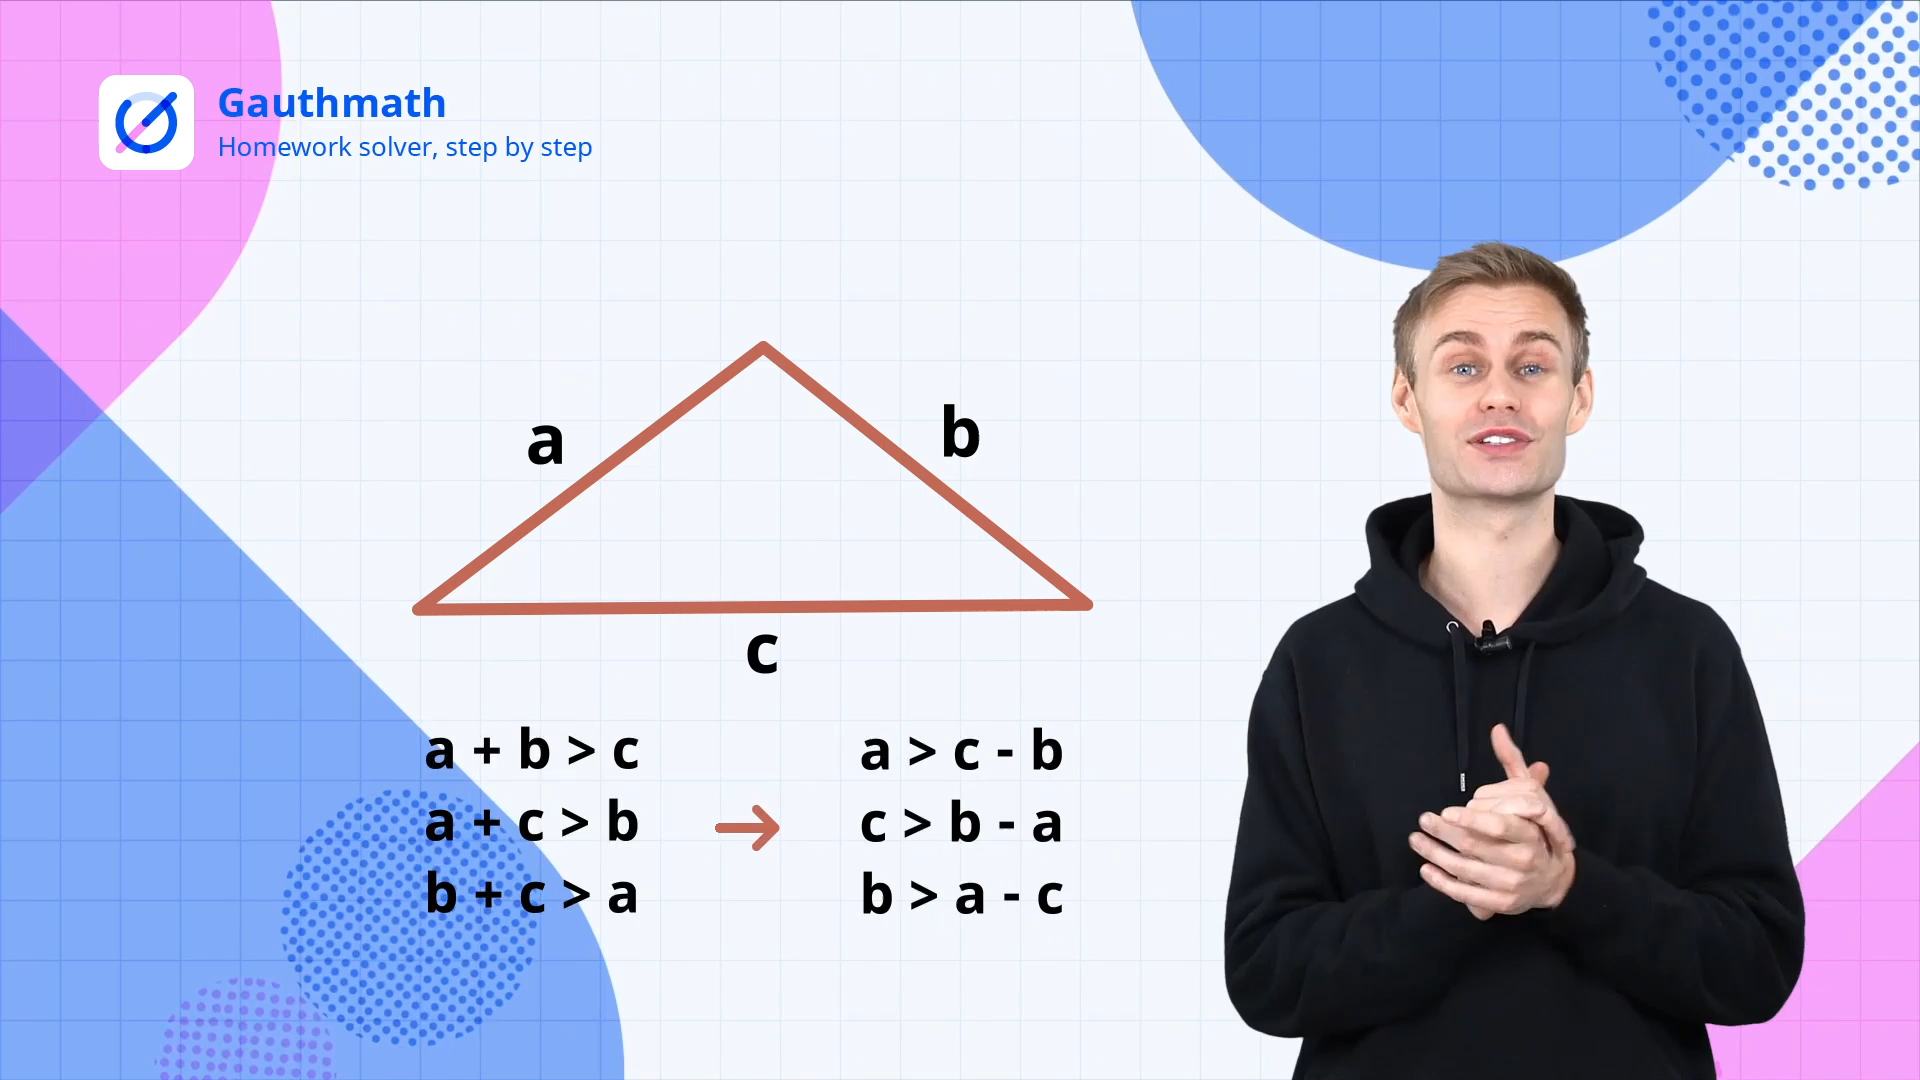 Gauthmath
Homework solver, step by step
a
b
c
a + b > c
a + c > b
b + c > a
→
a > c - b
c > b - a
b > a - c